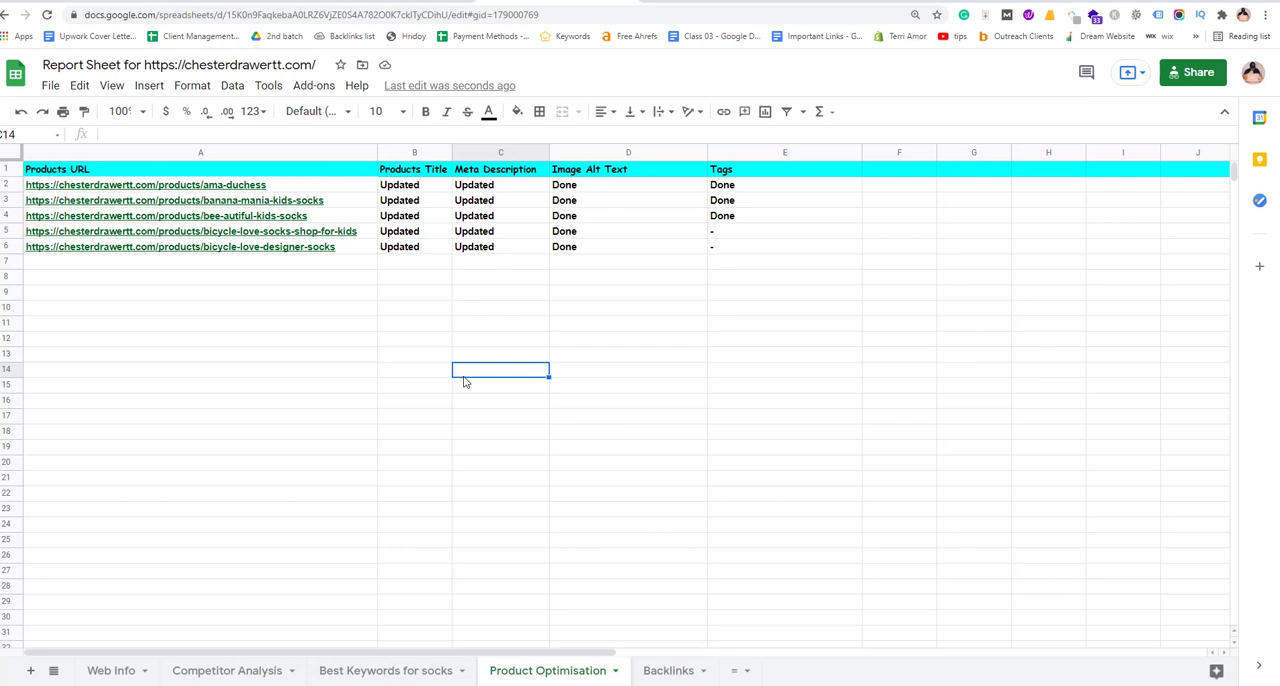 docs.google.com/spreadsheets/d/15K0n9FaqkebaA0LRZ6VjZE0S4A782O0K7cklTyCDihU/edit#gid=179000769
Apps Upwork Cover Lette... Client Management... 2nd batch Backlinks list Hridoy Payment Methods -... Keywords Free Ahrefs Class 03 - Google D... Important Links - G... Terri Amor tips Outreach Clients Dream Website WIX wix » Reading list
Report Sheet for https://chesterdrawertt.com/
Share
File Edit View Insert Format Data Tools Add-ons Help Last edit was seconds ago
100% $ % .0 .00 123 Default (... 10 B I S A Σ
C14 fx
A B C D E F G H I J
1 Products URL Products Title Meta Description Image Alt Text Tags
2 https://chesterdrawertt.com/products/ama-duchess Updated Updated Done Done
3 https://chesterdrawertt.com/products/banana-mania-kids-socks Updated Updated Done Done
4 https://chesterdrawertt.com/products/bee-autiful-kids-socks Updated Updated Done Done
5 https://chesterdrawertt.com/products/bicycle-love-socks-shop-for-kids Updated Updated Done -
6 https://chesterdrawertt.com/products/bicycle-love-designer-socks Updated Updated Done -
7
8
9
10
11
12
13
14
15
16
17
18
19
20
21
22
23
24
25
26
27
28
29
30
31
32
+ Web Info Competitor Analysis Best Keywords for socks Product Optimisation Backlinks =